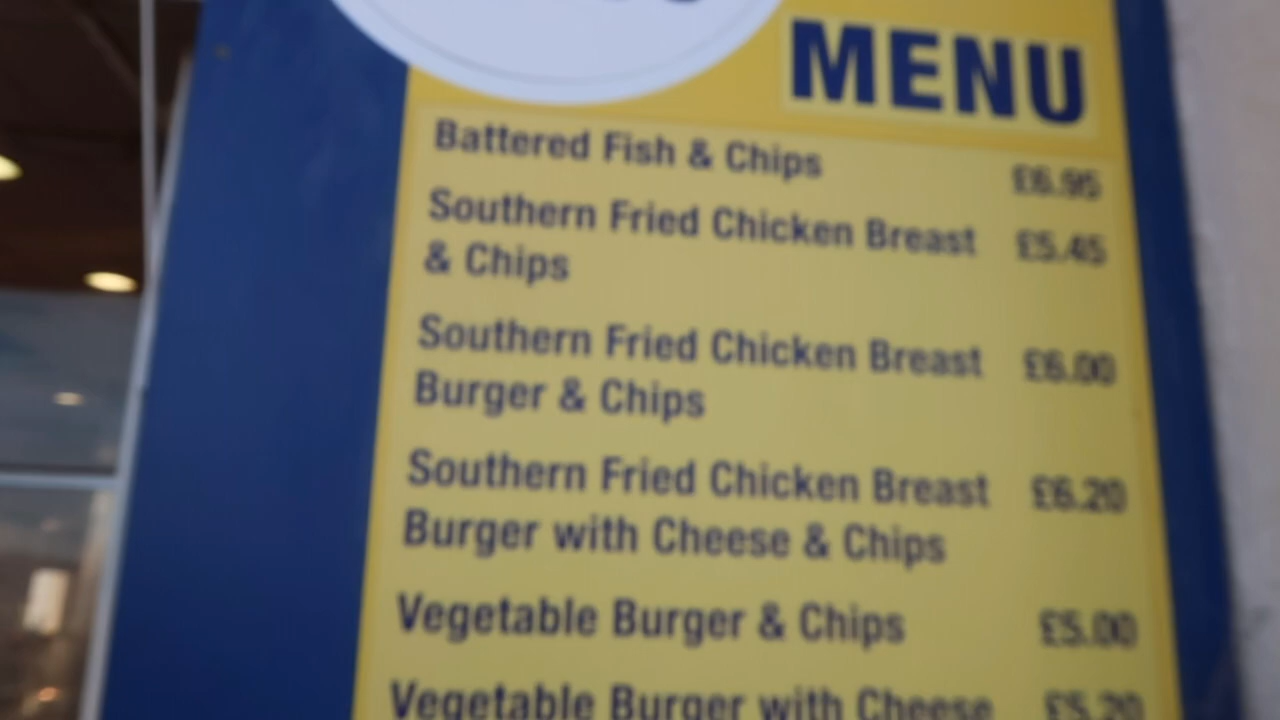 MENU
Battered Fish & Chips £6.95
Southern Fried Chicken Breast £5.45
& Chips
Southern Fried Chicken Breast £6.00
Burger & Chips
Southern Fried Chicken Breast £6.20
Burger with Cheese & Chips
Vegetable Burger & Chips £5.00
Vegetable Burger with Cheese £5.20